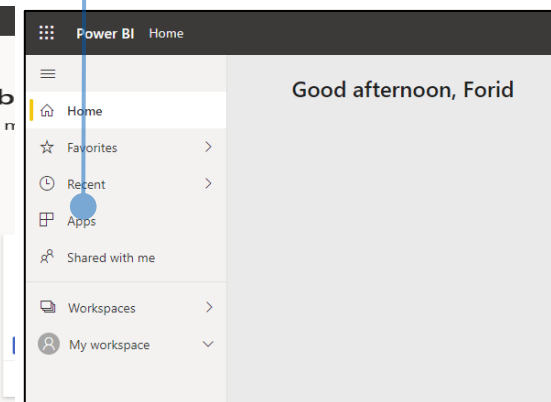 Power BI Home
Good afternoon, Forid
Home
Favorites
Recent
Apps
Shared with me
Workspaces
My workspace